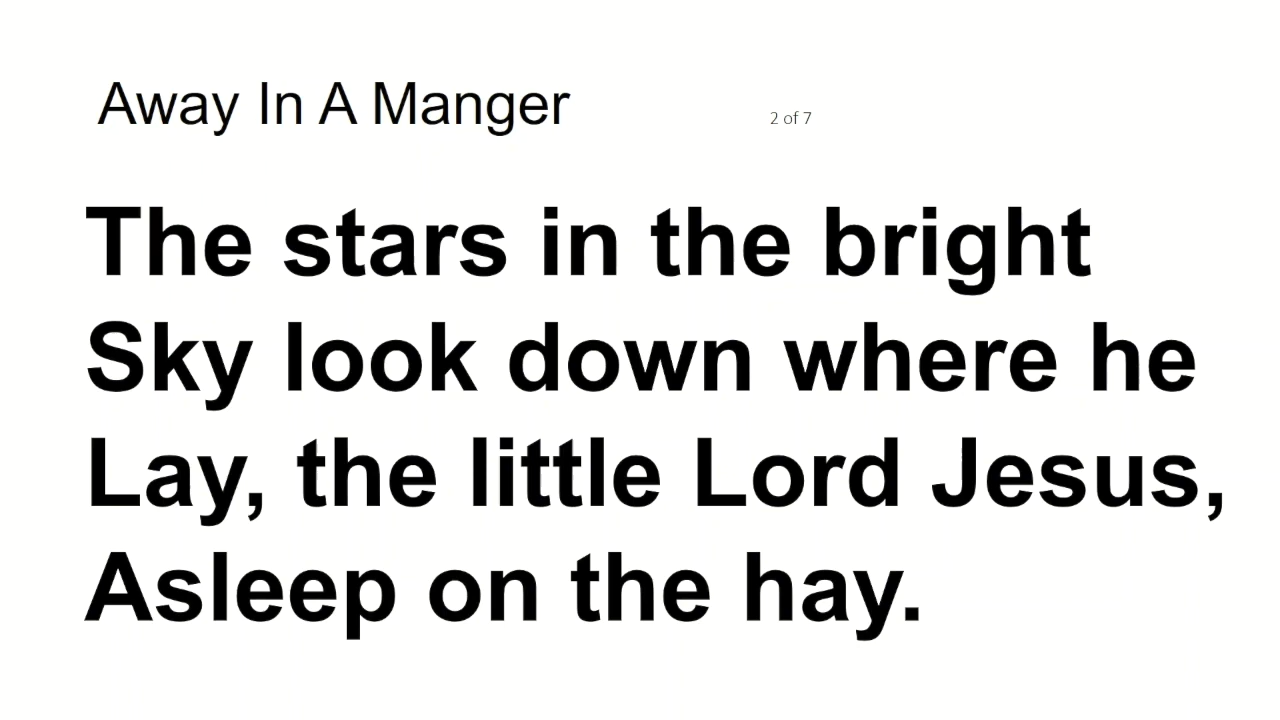 Away In A Manger
2 of 7
The stars in the bright
Sky look down where he
Lay, the little Lord Jesus,
Asleep on the hay.